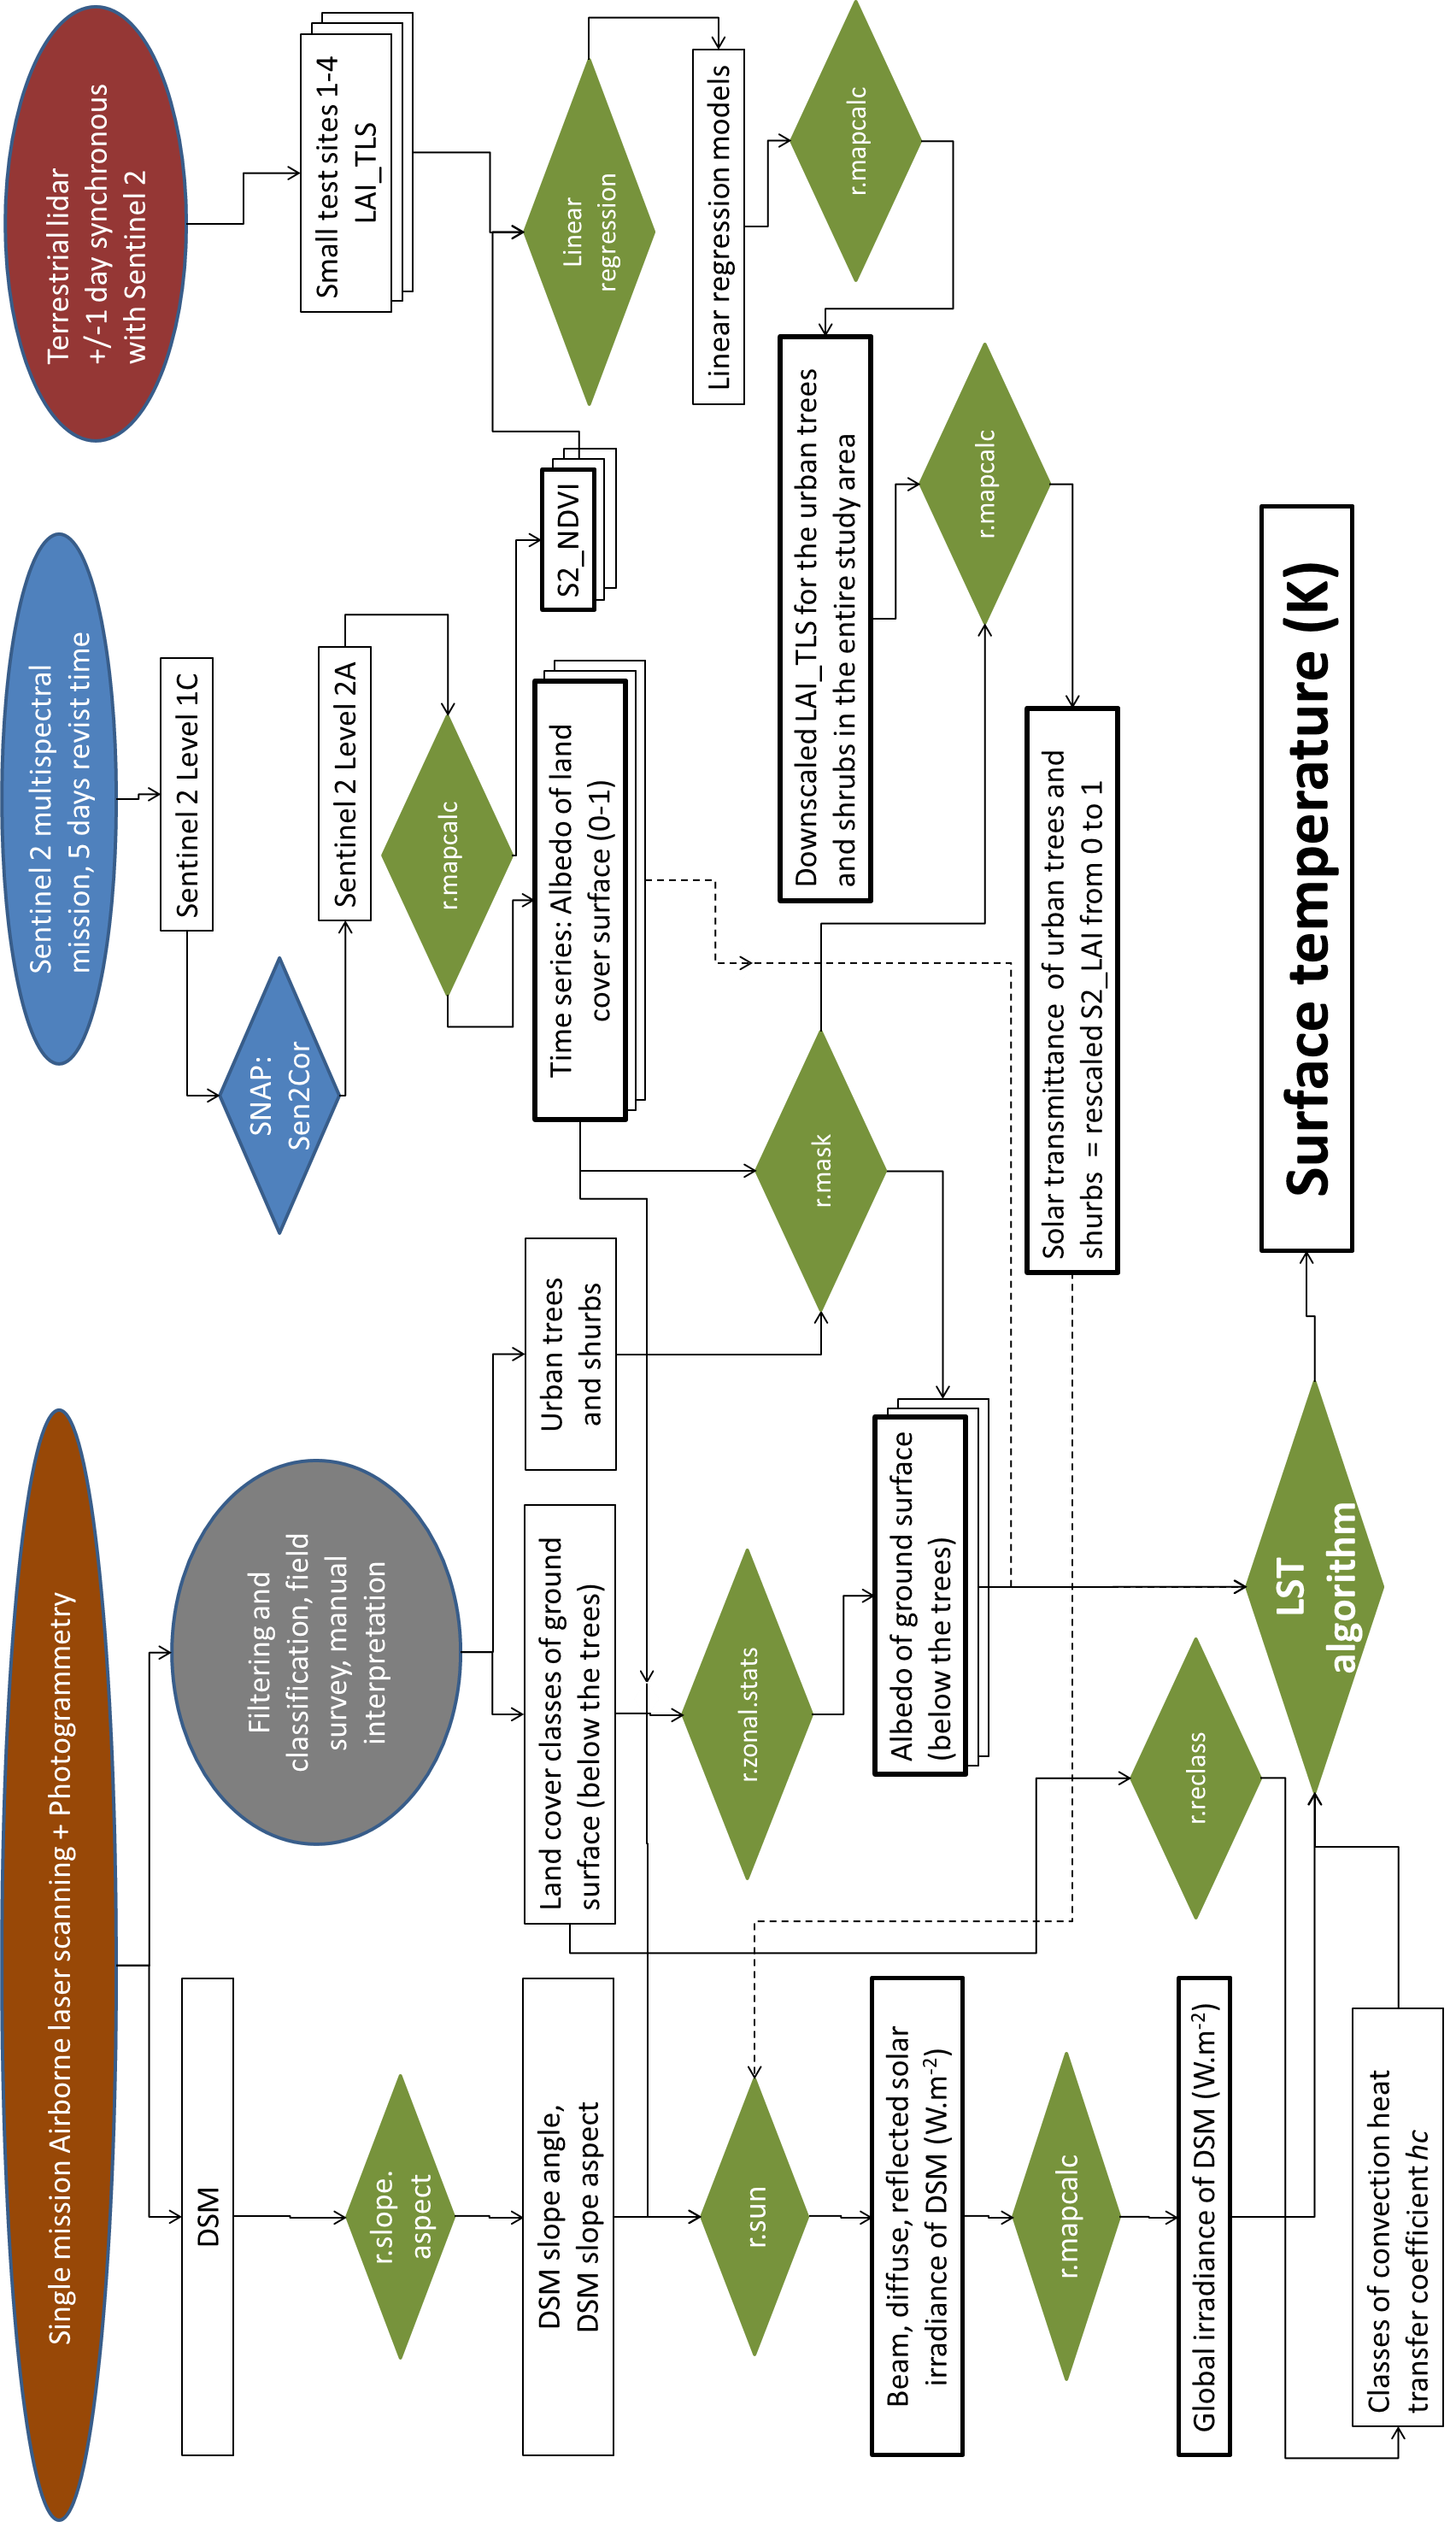 Single mission Airborne laser scanning + Photogrammetry
Sentinel 2 multispectral
mission, 5 days revist time
Terrestrial lidar
+/-1 day synchronous
with Sentinel 2
DSM
Filtering and
classification, field
survey, manual
interpretation
Sentinel 2 Level 1C
SNAP:
Sen2Cor
Sentinel 2 Level 2A
Small test sites 1-4
LAI_TLS
r.slope.
aspect
r.mapcalc
S2_NDVI
Linear
regression
DSM slope angle,
DSM slope aspect
Land cover classes of ground
surface (below the trees)
Urban trees
and shurbs
Time series: Albedo of land
cover surface (0-1)
Linear regression models
r.sun
r.zonal.stats
r.mask
r.mapcalc
Downscaled LAI_TLS for the urban trees
and shrubs in the entire study area
Beam, diffuse, reflected solar
irradiance of DSM (W.m-2)
Albedo of ground surface
(below the trees)
r.mapcalc
r.mapcalc
Solar transmittance of urban trees and
shurbs = rescaled S2_LAI from 0 to 1
r.reclass
Global irradiance of DSM (W.m-2)
LST
algorithm
Surface temperature (K)
Classes of convection heat
transfer coefficient hc